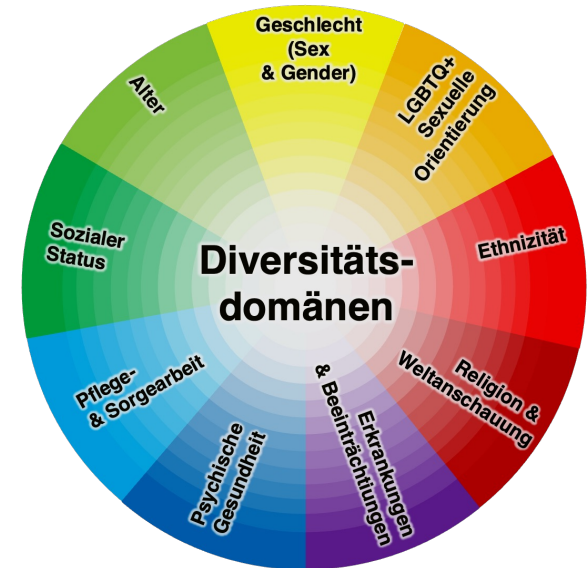 Geschlecht
(Sex
& Gender)
LGBTQ+
Sexuelle
Orientierung
Ethnizität
Religion &
Weltanschauung
Erkrankungen
& Beeinträchtiungen
Psychische
Gesundheit
Pflege-
& Sorgearbeit
Sozialer
Status
Alter
Diversitäts-
domänen